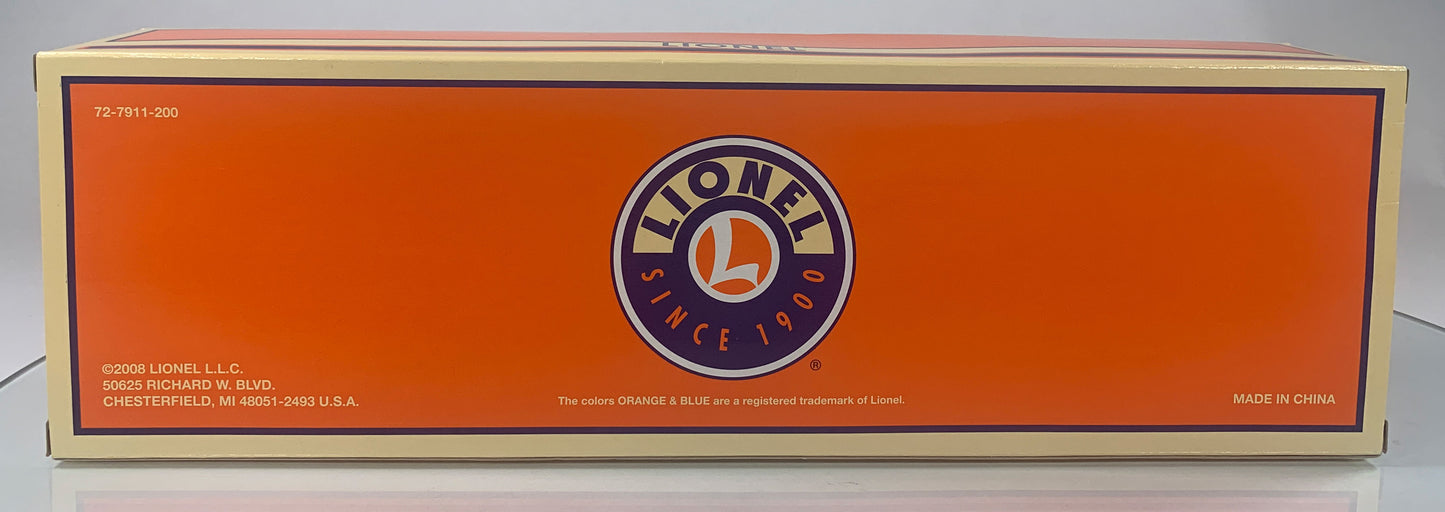 LIONEL
72-7911-200
LIONEL
L
SINCE 1900
®
©2008 LIONEL L.L.C.
50625 RICHARD W. BLVD.
CHESTERFIELD, MI 48051-2493 U.S.A.
The colors ORANGE & BLUE are a registered trademark of Lionel.
MADE IN CHINA